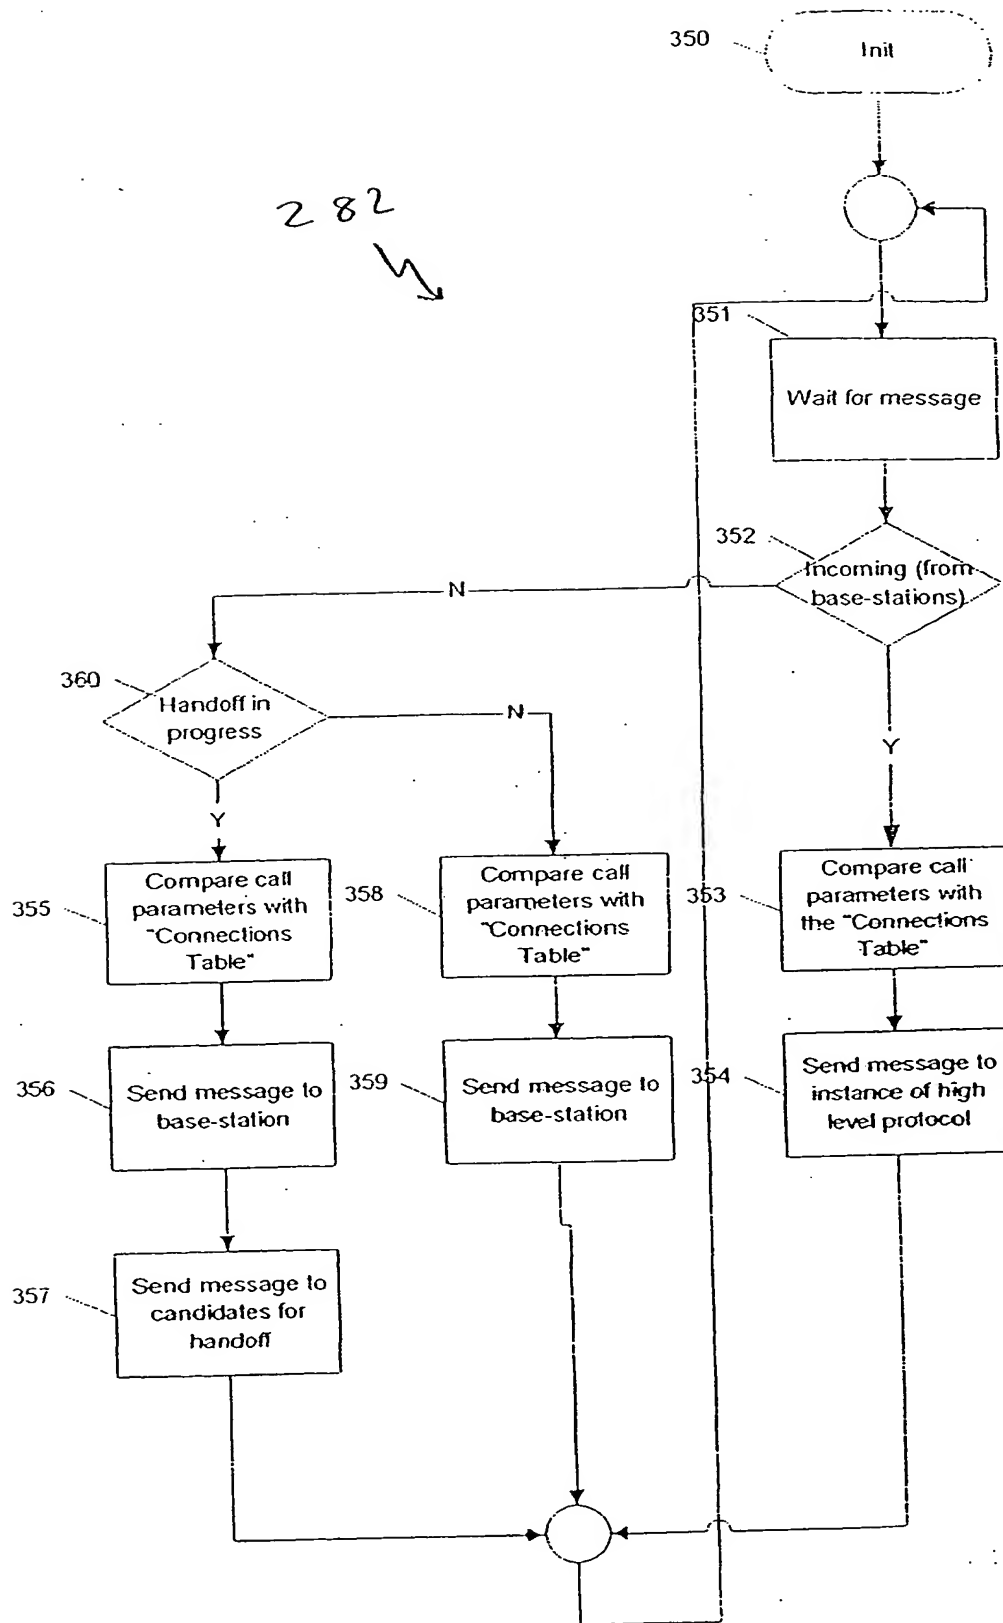 350
Init
282
351
Wait for message
352
Incoming (from
base-stations)
N
360
Handoff in
progress
N
Y
Y
355
Compare call
parameters with
"Connections
Table"
358
Compare call
parameters with
"Connections
Table"
353
Compare call
parameters with
the "Connections
Table"
356
Send message to
base-station
359
Send message to
base-station
354
Send message to
instance of high
level protocol
357
Send message to
candidates for
handoff